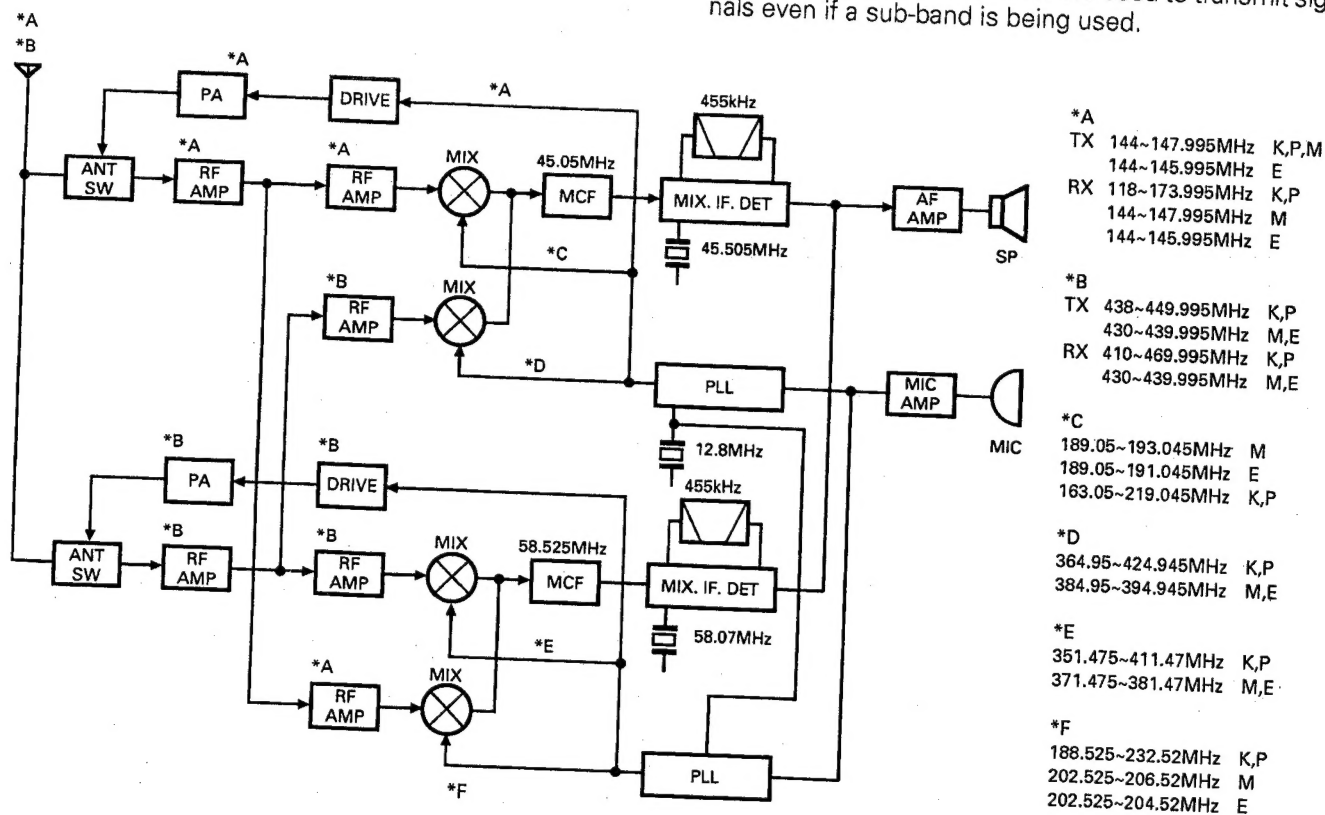 to transmit sig-
nals even if a sub-band is being used.
*A
*B
*A
PA
DRIVE
*A
455kHz
ANT
SW
*A
RF
AMP
*A
RF
AMP
MIX
45.05MHz
MCF
MIX. IF. DET
AF
AMP
SP
45.505MHz
*C
*B
RF
AMP
MIX
*D
PLL
MIC
AMP
MIC
12.8MHz
*B
PA
*B
DRIVE
455kHz
ANT
SW
*B
RF
AMP
*B
RF
AMP
MIX
58.525MHz
MCF
MIX. IF. DET
58.07MHz
*E
*A
RF
AMP
MIX
*F
PLL
*A
TX 144~147.995MHz K,P,M
144~145.995MHz E
RX 118~173.995MHz K,P
144~147.995MHz M
144~145.995MHz E
*B
TX 438~449.995MHz K,P
430~439.995MHz M,E
RX 410~469.995MHz K,P
430~439.995MHz M,E
*C
189.05~193.045MHz M
189.05~191.045MHz E
163.05~219.045MHz K,P
*D
364.95~424.945MHz K,P
384.95~394.945MHz M,E
*E
351.475~411.47MHz K,P
371.475~381.47MHz M,E
*F
188.525~232.52MHz K,P
202.525~206.52MHz M
202.525~204.52MHz E